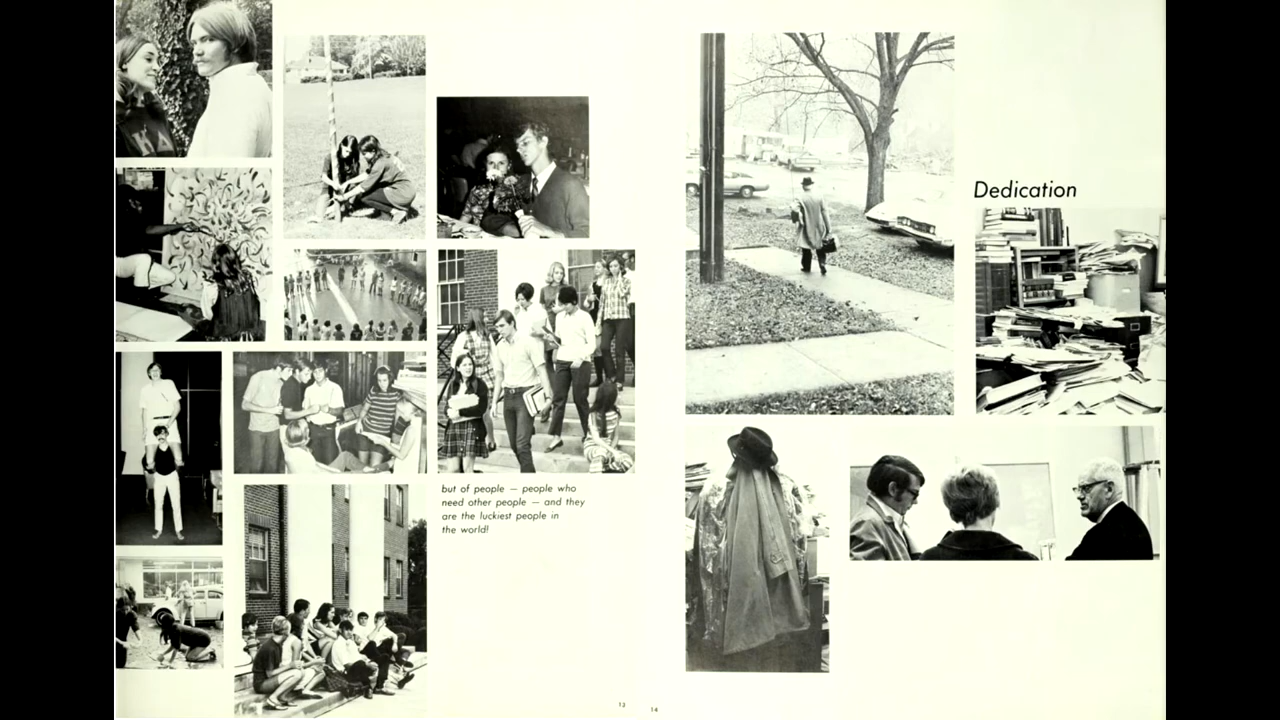 but of people — people who
need other people — and they
are the luckiest people in
the world!
13
Dedication
14